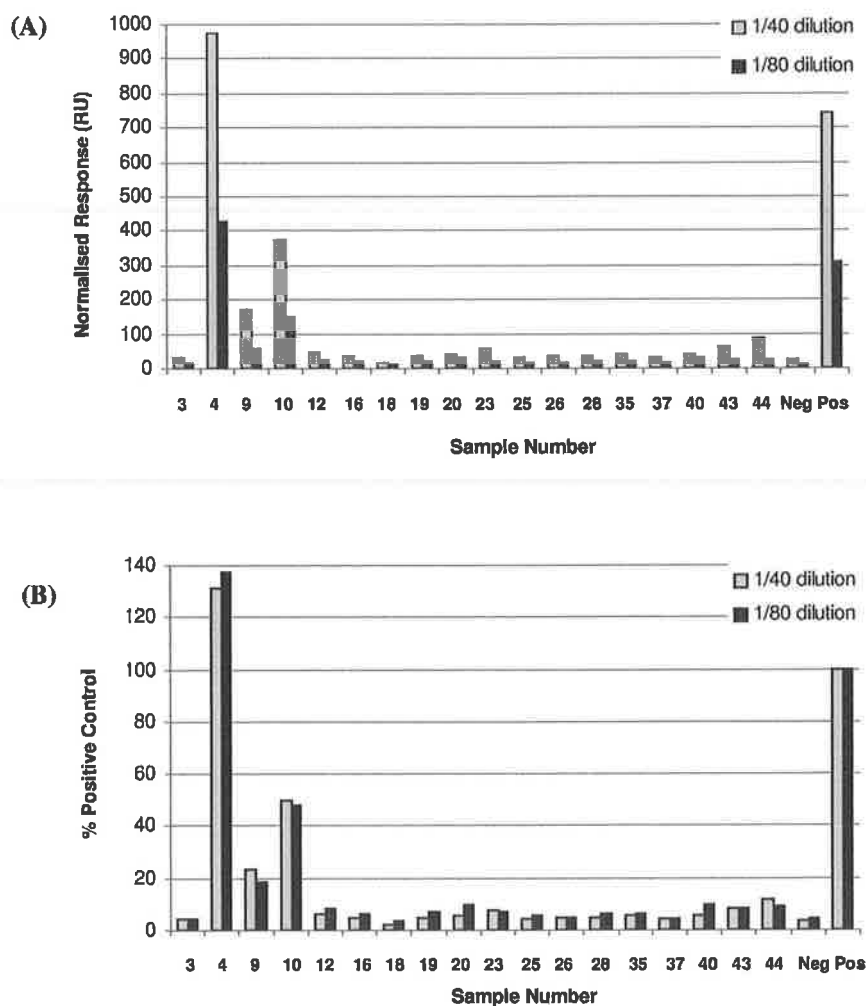 (A)
Normalised Response (RU)
1000
900
800
700
600
500
400
300
200
100
0
1/40 dilution
1/80 dilution
3 4 9 10 12 16 18 19 20 23 25 26 28 35 37 40 43 44 Neg Pos
Sample Number
(B)
% Positive Control
140
120
100
80
60
40
20
0
1/40 dilution
1/80 dilution
3 4 9 10 12 16 18 19 20 23 25 26 28 35 37 40 43 44 Neg Pos
Sample Number